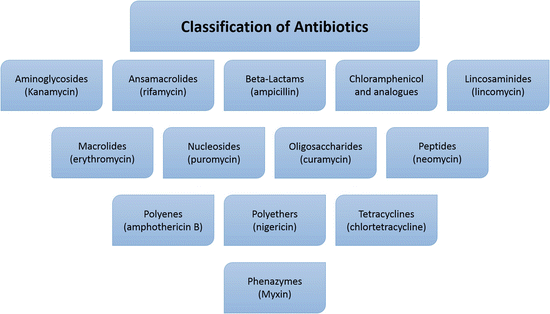 Classification of Antibiotics
Aminoglycosides
(Kanamycin)
Ansamacrolides
(rifamycin)
Beta-Lactams
(ampicillin)
Chloramphenicol
and analogues
Lincosaminides
(lincomycin)
Macrolides
(erythromycin)
Nucleosides
(puromycin)
Oligosaccharides
(curamycin)
Peptides
(neomycin)
Polyenes
(amphothericin B)
Polyethers
(nigericin)
Tetracyclines
(chlortetracycline)
Phenazymes
(Myxin)